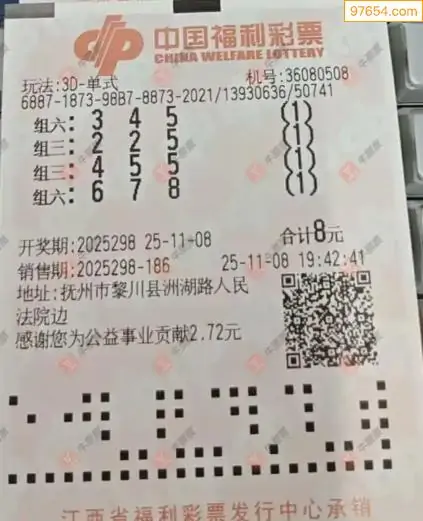 97654.com
中国福利彩票
CHINA WELFARE LOTTERY
玩法:3D-单式 机号:36080508
6887-1873-98B7-8873-2021/13930636/50741
组六: 3 4 5 (1)
组三: 2 2 5 (1)
组三: 4 5 5 (1)
组六: 6 7 8 (1)
开奖期:2025298 25-11-08 合计8元
销售期:2025298-186 25-11-08 19:42:41
地址:抚州市黎川县洲湖路人民
法院边
感谢您为公益事业贡献2.72元
江西省福利彩票发行中心承销